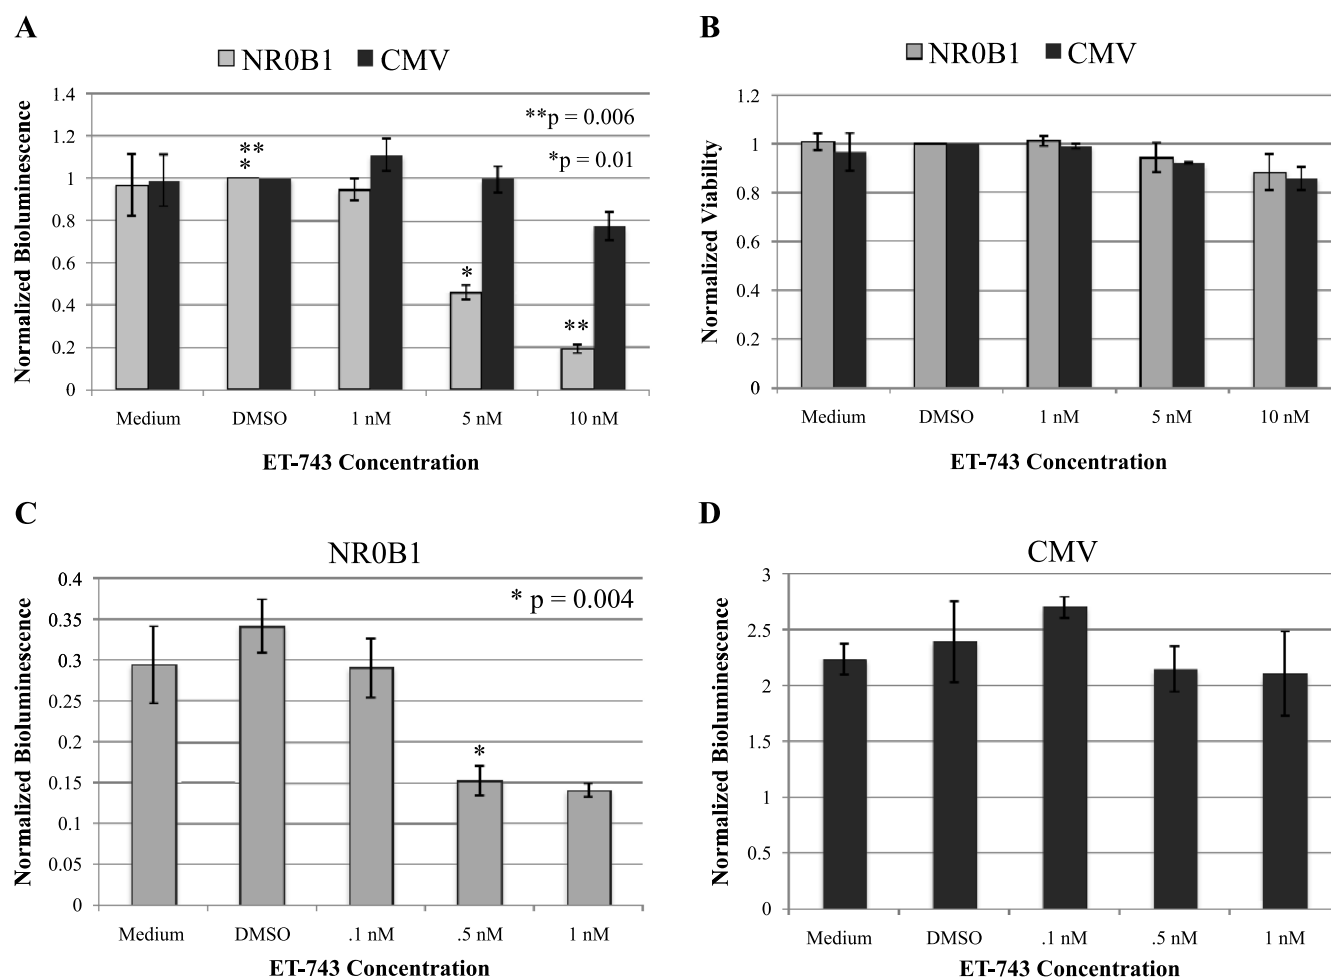 A
NR0B1 CMV
Normalized Bioluminescence
1.4
1.2
1
0.8
0.6
0.4
0.2
0
**p = 0.006
*p = 0.01
**
*
*
**
Medium DMSO 1 nM 5 nM 10 nM
ET-743 Concentration
B
NR0B1 CMV
Normalized Viability
1.2
1
0.8
0.6
0.4
0.2
0
Medium DMSO 1 nM 5 nM 10 nM
ET-743 Concentration
C
NR0B1
Normalized Bioluminescence
0.4
0.35
0.3
0.25
0.2
0.15
0.1
0.05
0
* p = 0.004
*
Medium DMSO .1 nM .5 nM 1 nM
ET-743 Concentration
D
CMV
Normalized Bioluminescence
3
2.5
2
1.5
1
0.5
0
Medium DMSO .1 nM .5 nM 1 nM
ET-743 Concentration